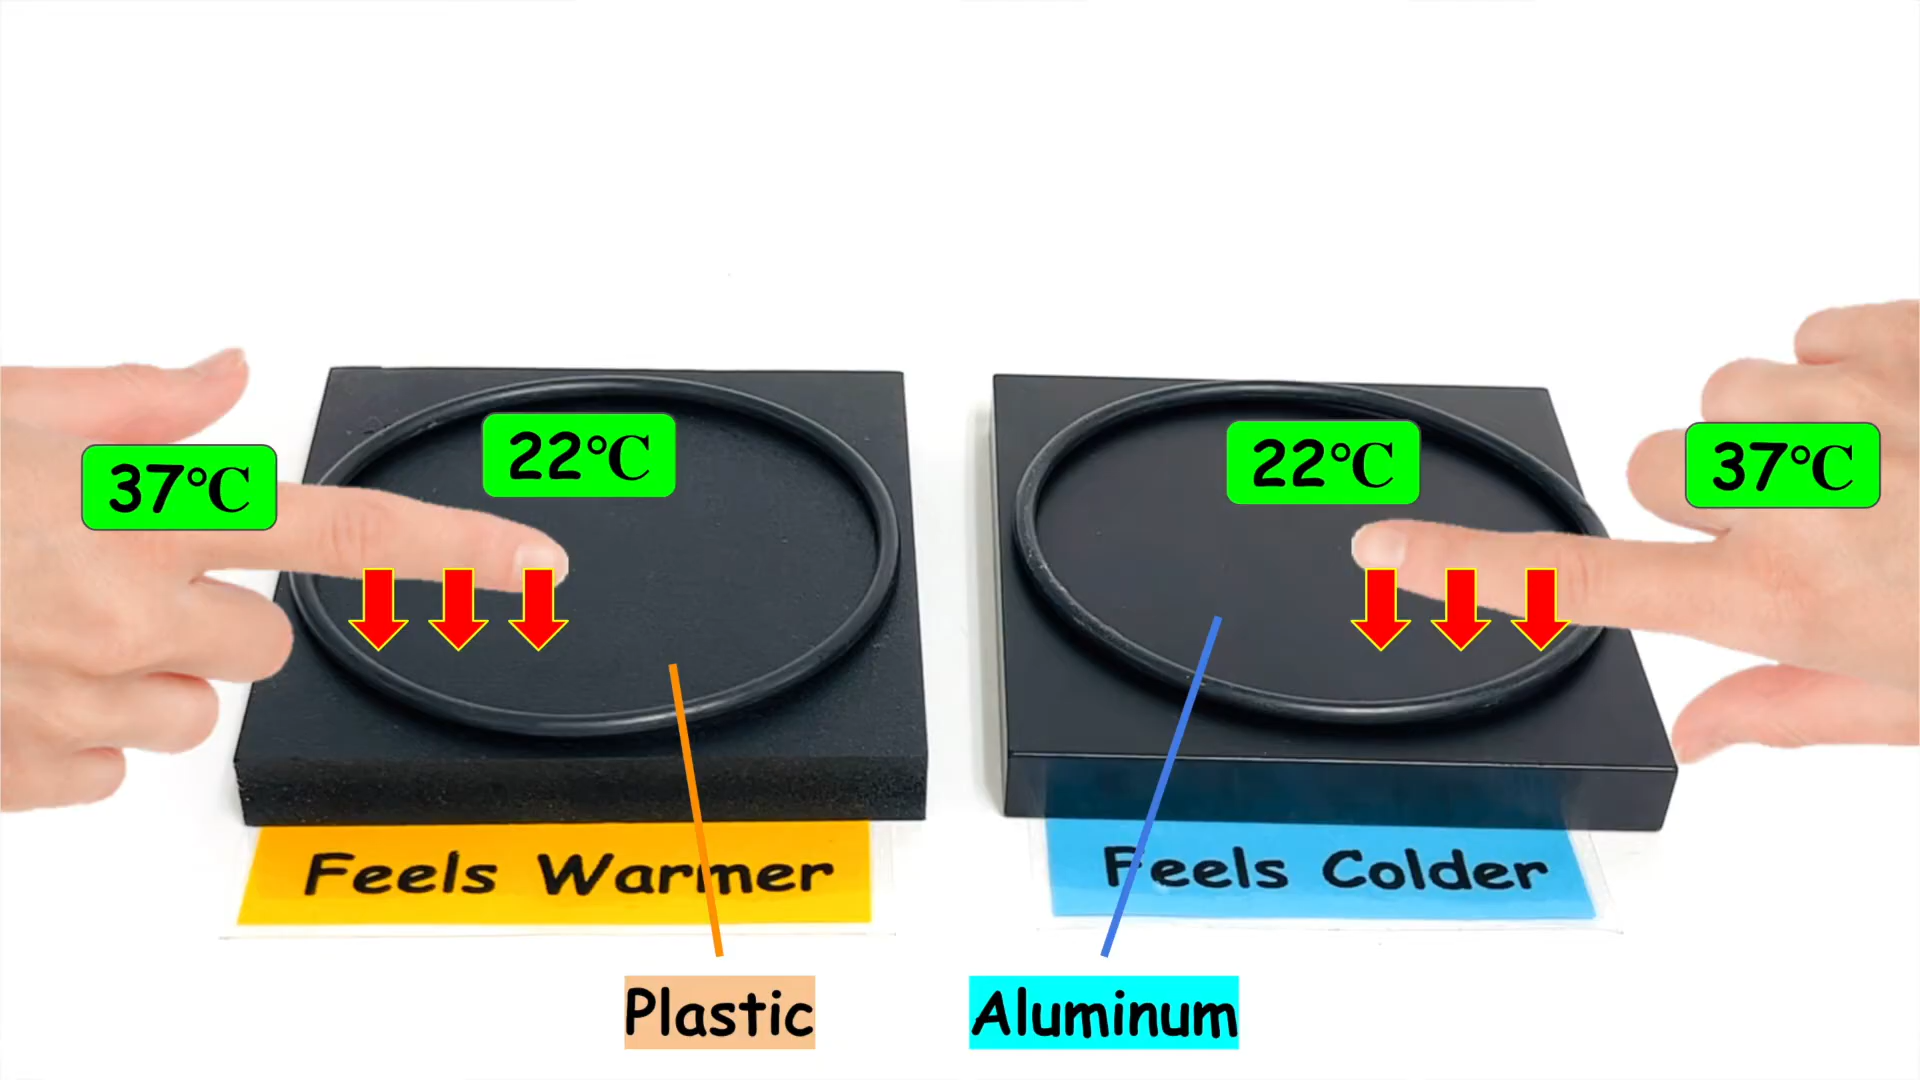 37℃
22℃
22℃
37℃
Feels Warmer
Feels Colder
Plastic
Aluminum